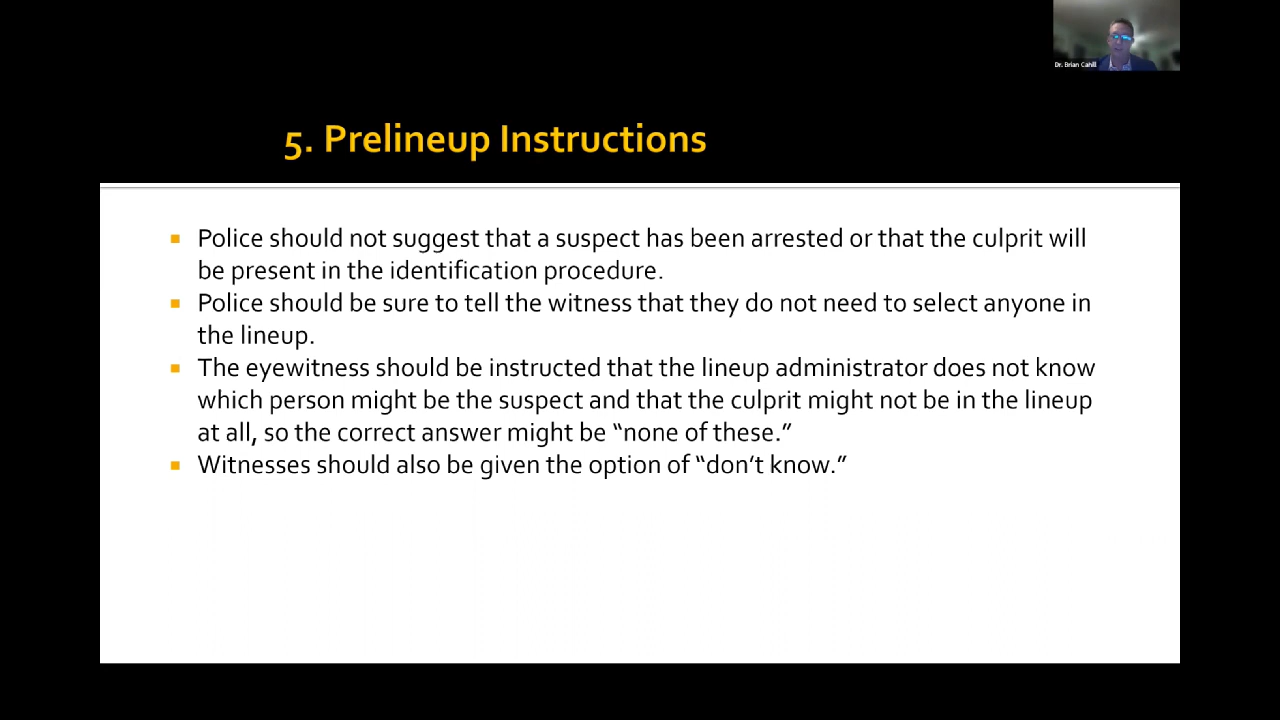 Dr. Brian Cahill
5. Prelineup Instructions
Police should not suggest that a suspect has been arrested or that the culprit will
be present in the identification procedure.
Police should be sure to tell the witness that they do not need to select anyone in
the lineup.
The eyewitness should be instructed that the lineup administrator does not know
which person might be the suspect and that the culprit might not be in the lineup
at all, so the correct answer might be “none of these.”
Witnesses should also be given the option of “don’t know.”